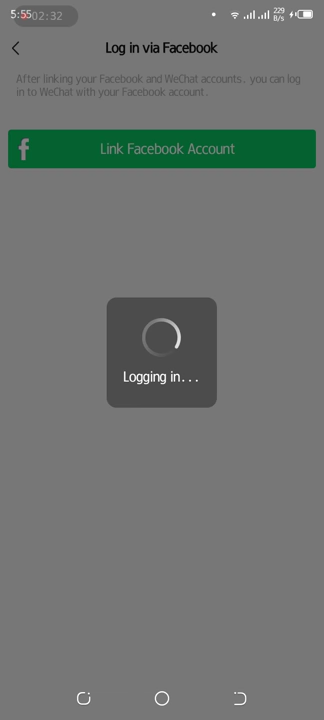 5:55
02:32
229
B/s
Log in via Facebook
After linking your Facebook and WeChat accounts, you can log
in to WeChat with your Facebook account.
Link Facebook Account
Logging in...